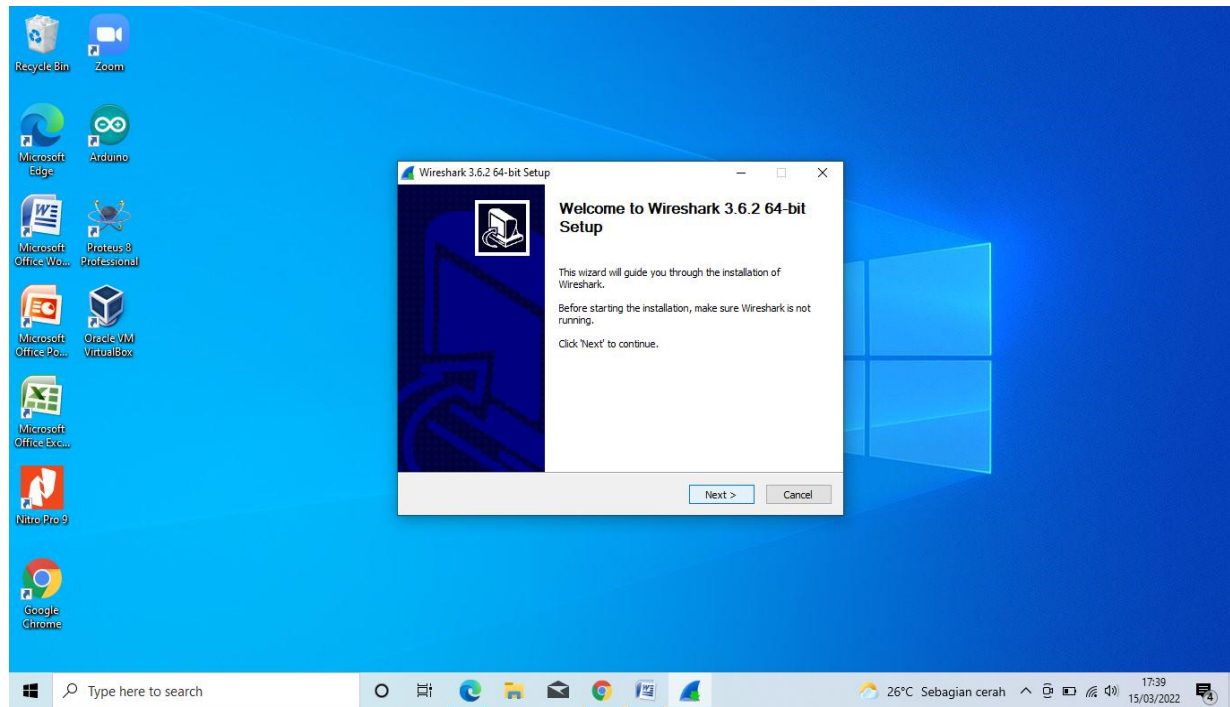 Recycle Bin
Zoom
Microsoft
Edge
Arduino
Microsoft
Office Wo...
Proteus 8
Professional
Microsoft
Office Po...
Oracle VM
VirtualBox
Microsoft
Office Exc...
Nitro Pro 9
Google
Chrome
Wireshark 3.6.2 64-bit Setup
Welcome to Wireshark 3.6.2 64-bit
Setup
This wizard will guide you through the installation of
Wireshark.
Before starting the installation, make sure Wireshark is not
running.
Click 'Next' to continue.
Next >
Cancel
Type here to search
26°C Sebagian cerah
17:39
15/03/2022
4